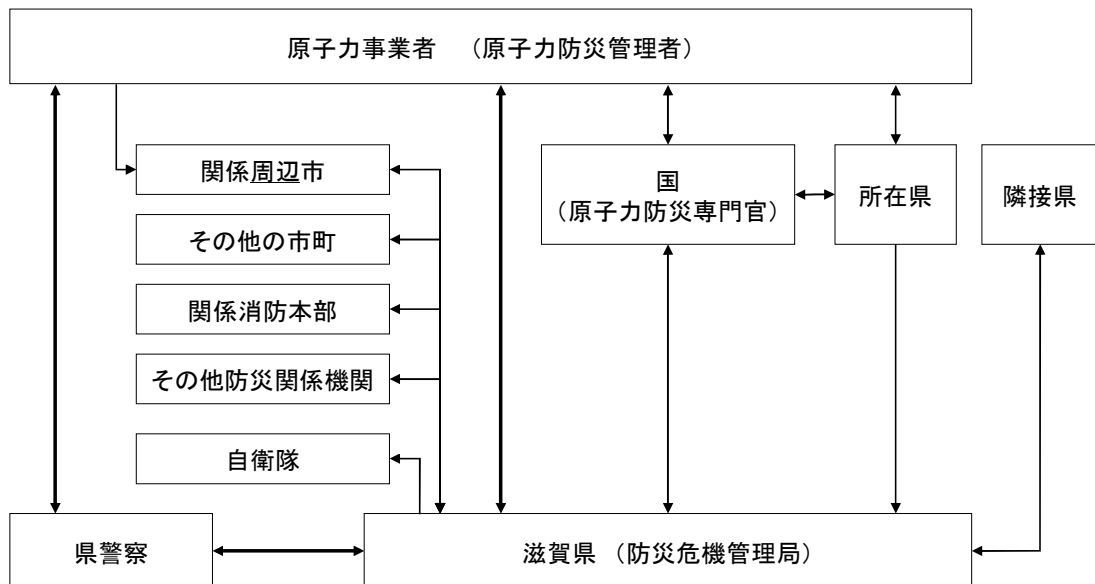 原子力事業者　（原子力防災管理者）
関係周辺市
その他の市町
関係消防本部
その他防災関係機関
自衛隊
国
（原子力防災専門官）
所在県
隣接県
県警察
滋賀県 （防災危機管理局）